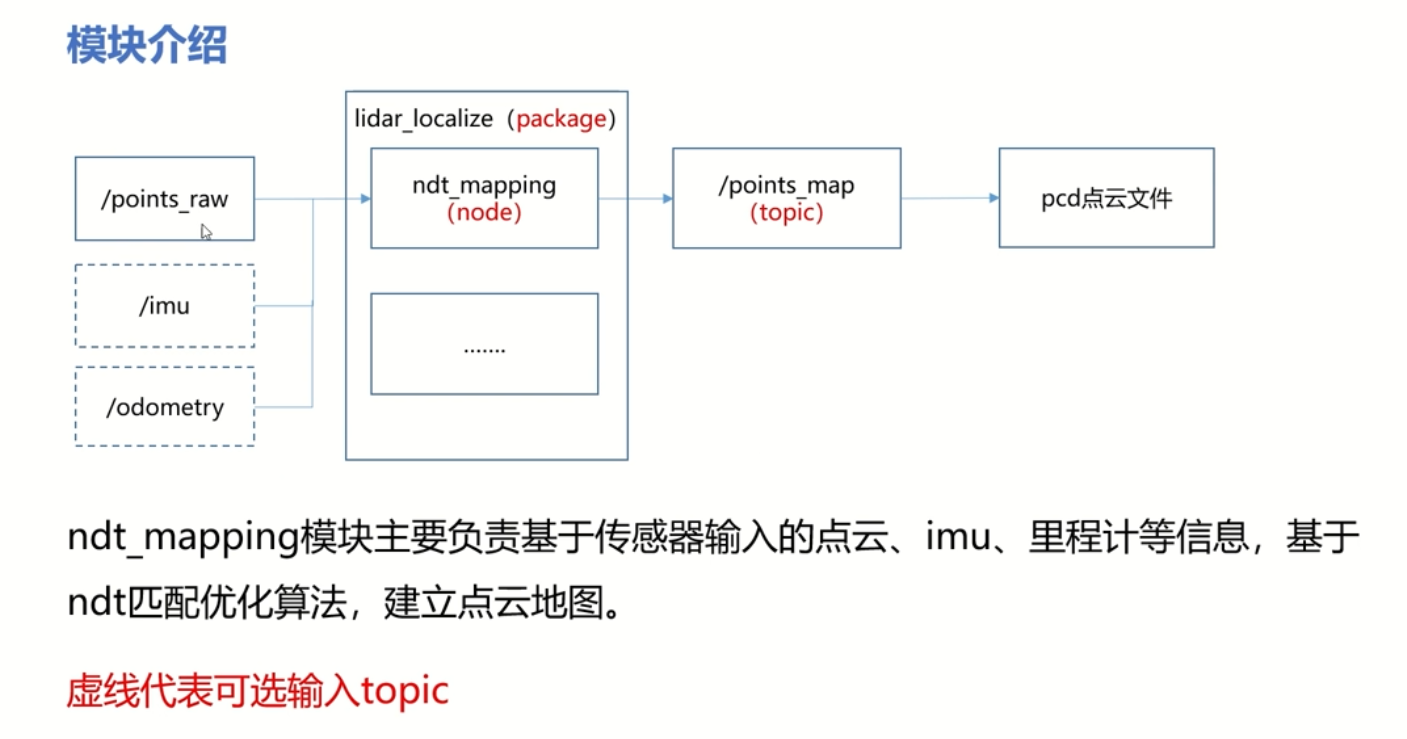 模块介绍
lidar_localize（package）
/points_raw
ndt_mapping
（node）
/points_map
（topic）
pcd点云文件
/imu
.......
/odometry
ndt_mapping模块主要负责基于传感器输入的点云、imu、里程计等信息，基于
ndt匹配优化算法，建立点云地图。
虚线代表可选输入topic